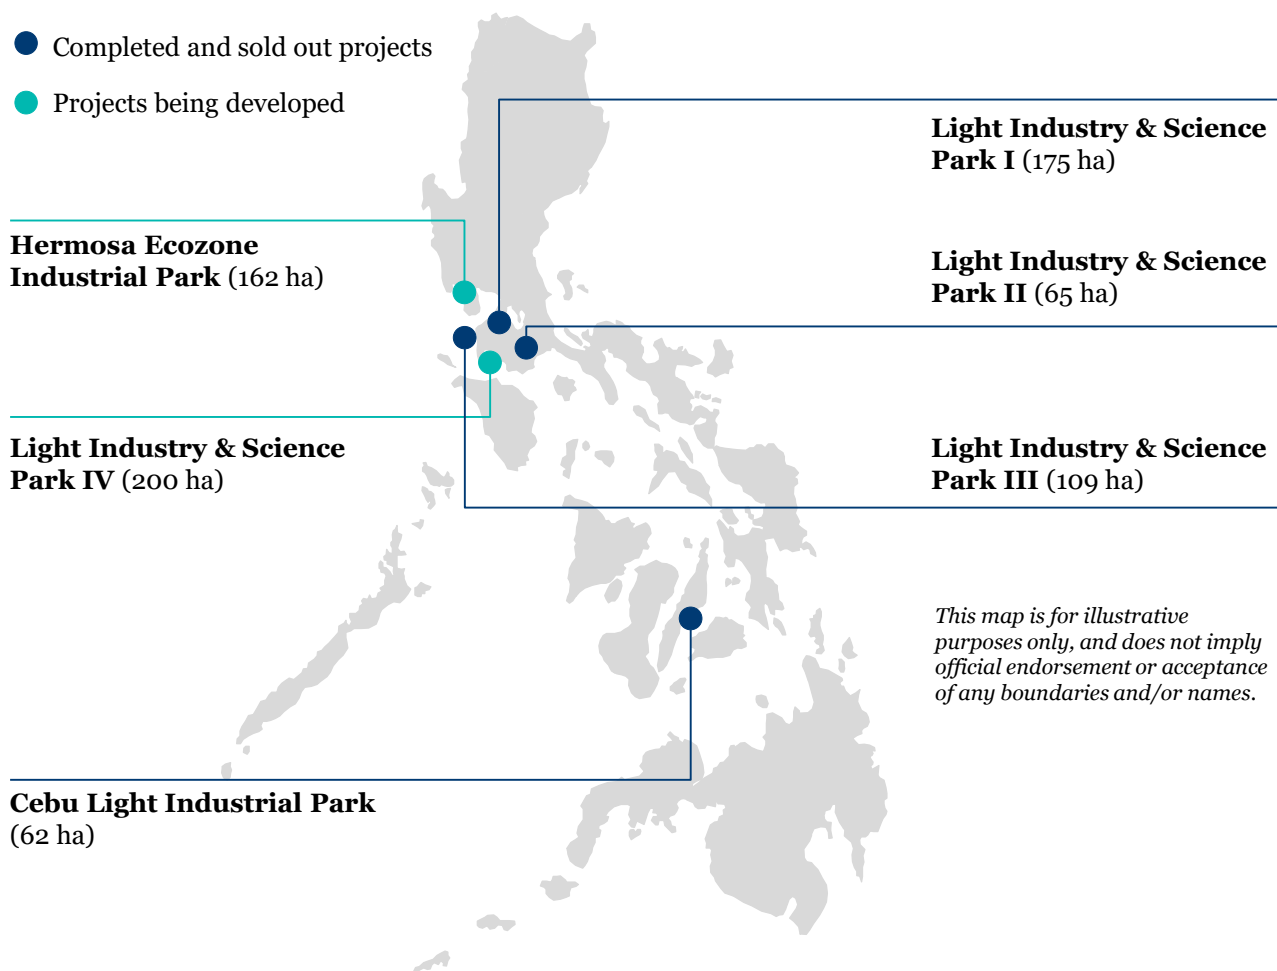 Completed and sold out projects
Projects being developed
Light Industry & Science
Park I (175 ha)
Hermosa Ecozone
Industrial Park (162 ha)
Light Industry & Science
Park II (65 ha)
Light Industry & Science
Park IV (200 ha)
Light Industry & Science
Park III (109 ha)
This map is for illustrative
purposes only, and does not imply
official endorsement or acceptance
of any boundaries and/or names.
Cebu Light Industrial Park
(62 ha)